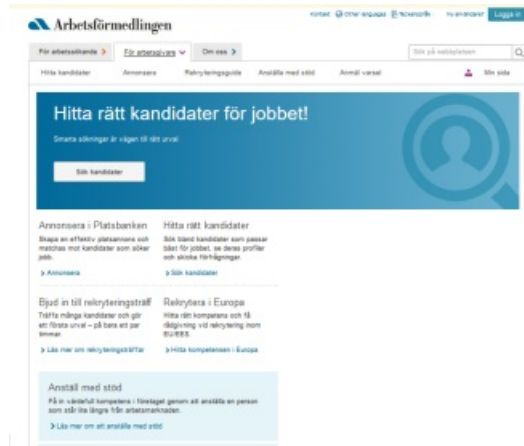 Kontakt Other languages Teckenspråk Ny användare Logga in
Arbetsförmedlingen
För arbetssökande För arbetsgivare Om oss Sök på webbplatsen
Hitta kandidater Annonsera Rekryteringsguide Anställa med stöd Anmäl varsel Min sida
Hitta rätt kandidater för jobbet!
Smarta sökningar är vägen till rätt urval
Sök kandidater
Annonsera i Platsbanken
Skapa en effektiv platsannons och
matchas mot kandidater som söker
jobb.
Annonsera
Hitta rätt kandidater
Sök bland kandidater som passar
bäst för jobbet, se deras profiler
och skicka förfrågningar.
Sök kandidater
Bjud in till rekryteringsträff
Träffa många kandidater och gör
ett första urval – på bara ett par
timmar.
Läs mer om rekryteringsträffar
Rekrytera i Europa
Hitta rätt kompetens och få
rådgivning vid rekrytering inom
EU/EES.
Hitta kompetensen i Europa
Anställ med stöd
Få in värdefull kompetens i företaget genom att anställa en person
som står lite längre från arbetsmarknaden.
Läs mer om att anställa med stöd